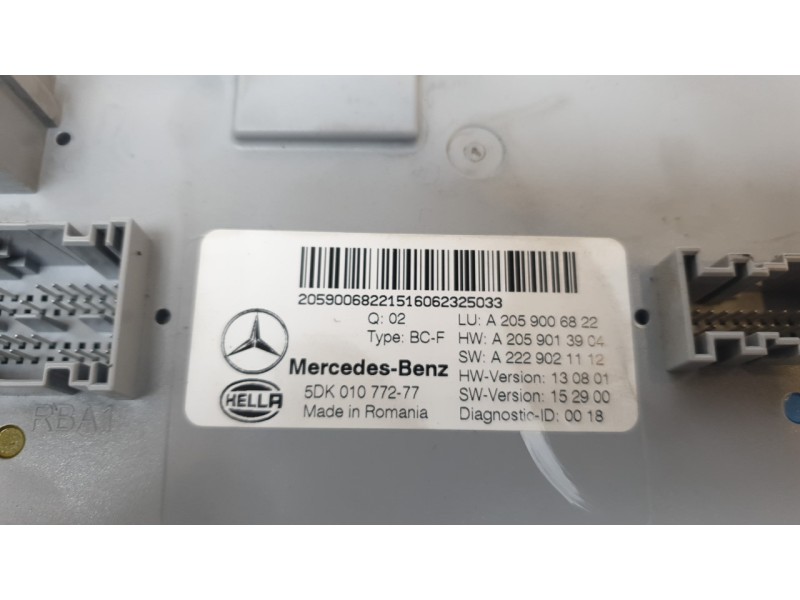 20590068221516062325033
Q: 02 LU: A 205 900 68 22
Type: BC-F HW: A 205 901 39 04
SW: A 222 902 11 12
Mercedes-Benz HW-Version: 13 08 01
HELLA 5DK 010 772-77 SW-Version: 15 29 00
Made in Romania Diagnostic-ID: 00 18
RBA1